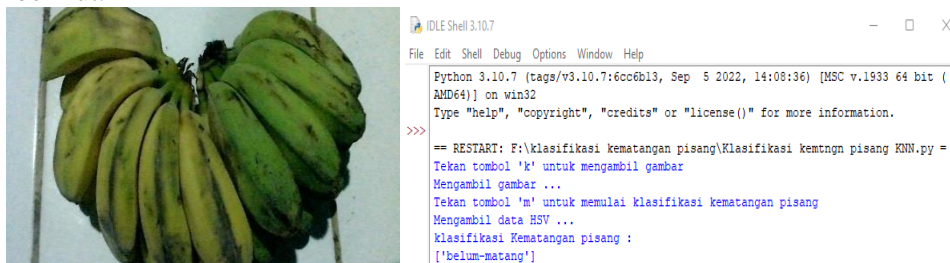 IDLE Shell 3.10.7
File Edit Shell Debug Options Window Help
Python 3.10.7 (tags/v3.10.7:6cc6b13, Sep 5 2022, 14:08:36) [MSC v.1933 64 bit (
AMD64)] on win32
Type "help", "copyright", "credits" or "license()" for more information.
>>>
== RESTART: F:\klasifikasi kematangan pisang\Klasifikasi kemtngn pisang KNN.py =
Tekan tombol 'k' untuk mengambil gambar
Mengambil gambar ...
Tekan tombol 'm' untuk memulai klasifikasi kematangan pisang
Mengambil data HSV ...
klasifikasi Kematangan pisang :
['belum-matang']